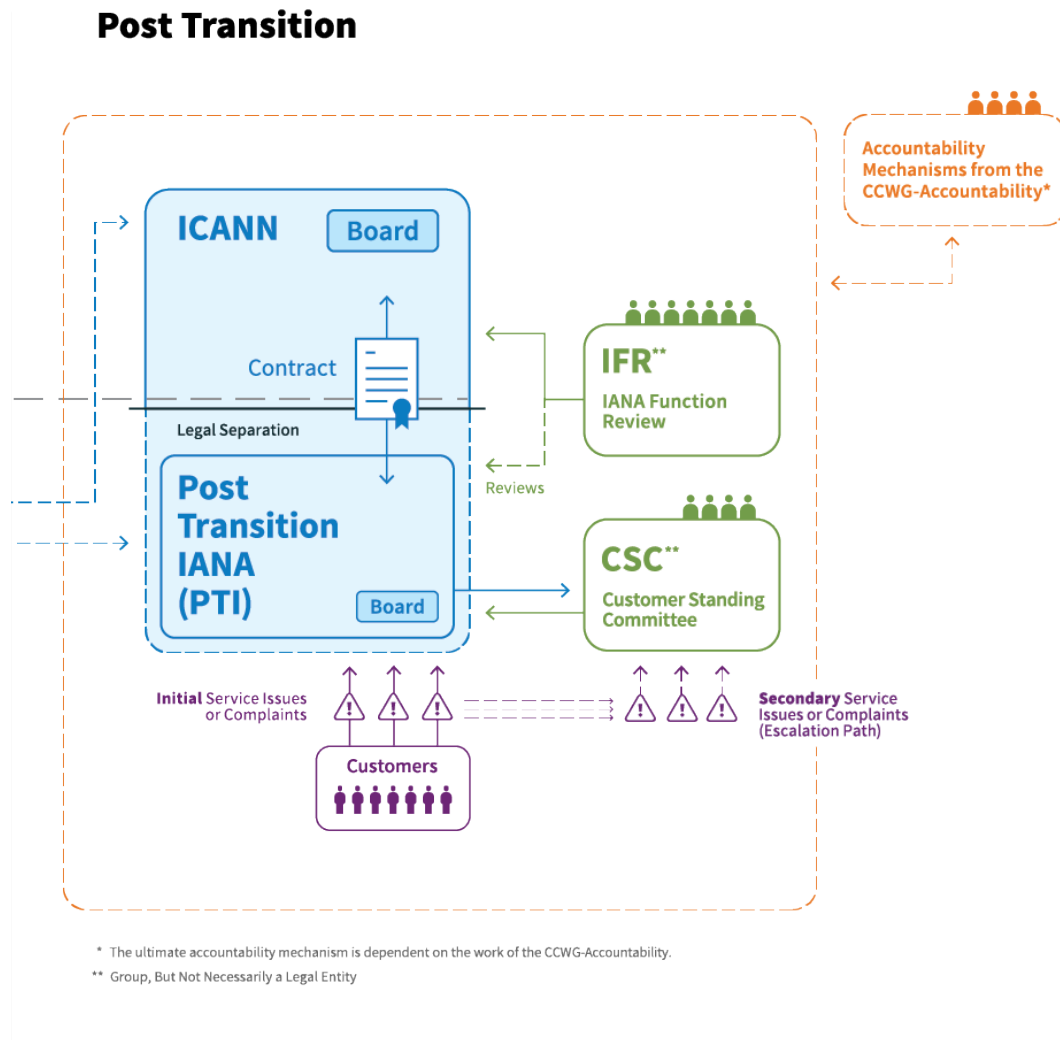 Post Transition
Accountability
Mechanisms from the
CCWG-Accountability*
ICANN
Board
Contract
Legal Separation
IFR**
IANA Function
Review
Reviews
Post
Transition
IANA
(PTI)
Board
CSC**
Customer Standing
Committee
Initial Service Issues
or Complaints
Secondary Service
Issues or Complaints
(Escalation Path)
Customers
* The ultimate accountability mechanism is dependent on the work of the CCWG-Accountability.
** Group, But Not Necessarily a Legal Entity